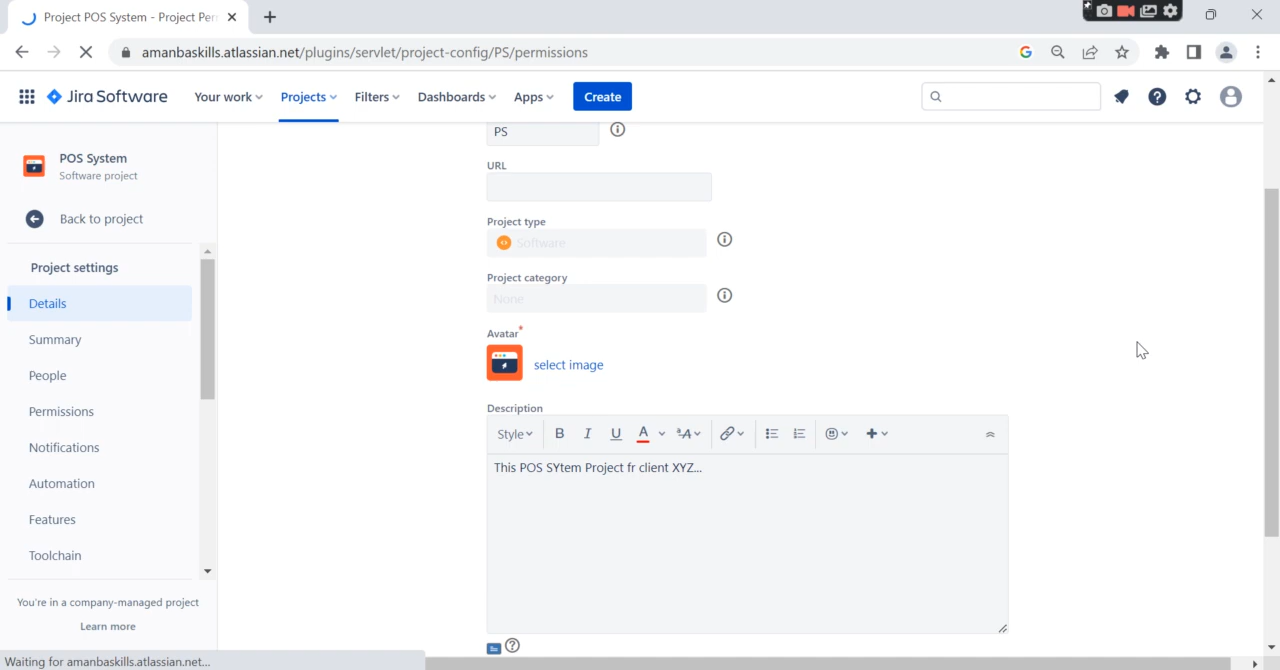 Project POS System - Project Per
amanbaskills.atlassian.net/plugins/servlet/project-config/PS/permissions
Jira Software
Your work
Projects
Filters
Dashboards
Apps
Create
POS System
Software project
Back to project
Project settings
Details
Summary
People
Permissions
Notifications
Automation
Features
Toolchain
You're in a company-managed project
Learn more
PS
URL
Project type
Software
Project category
None
Avatar*
select image
Description
Style
B I U A ªA
This POS SYtem Project fr client XYZ...
Waiting for amanbaskills.atlassian.net...